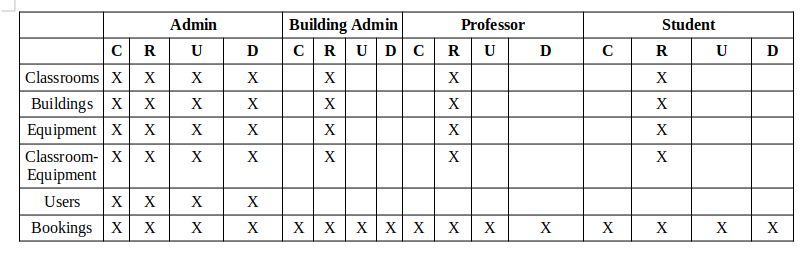 Admin Building Admin Professor Student
C R U D C R U D C R U D C R U D
Classrooms X X X X X X X
Buildings X X X X X X X
Equipment X X X X X X X
Classroom- X X X X X X X
Equipment
Users X X X X
Bookings X X X X X X X X X X X X X X X X